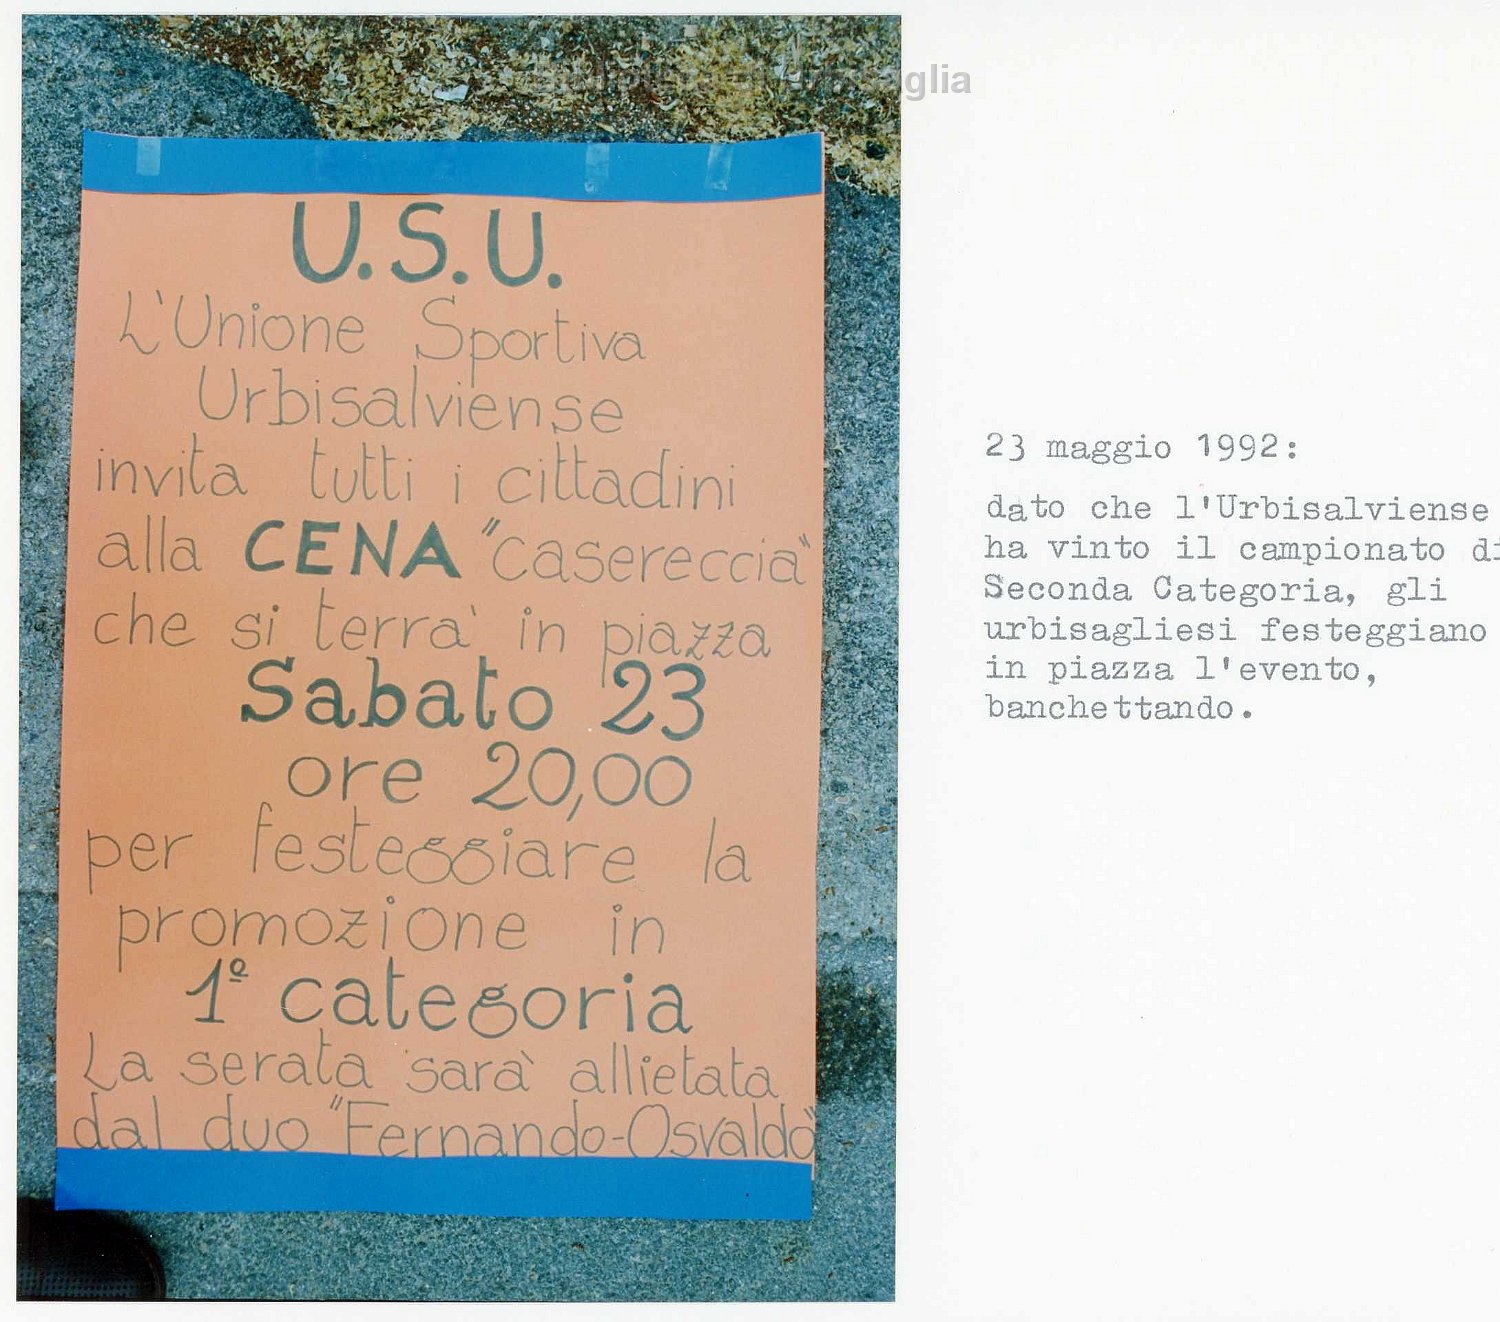 U.S.U.
L'Unione Sportiva
Urbisalviense
invita tutti i cittadini
alla CENA "Casereccia"
che si terrà in piazza
Sabato 23
ore 20,00
per festeggiare la
promozione in
1º categoria
La serata sarà allietata
dal duo "Fernando-Osvaldo"
23 maggio 1992:
dato che l'Urbisalviense
ha vinto il campionato di
Seconda Categoria, gli
urbisagliesi festeggiano
in piazza l'evento,
banchettando.